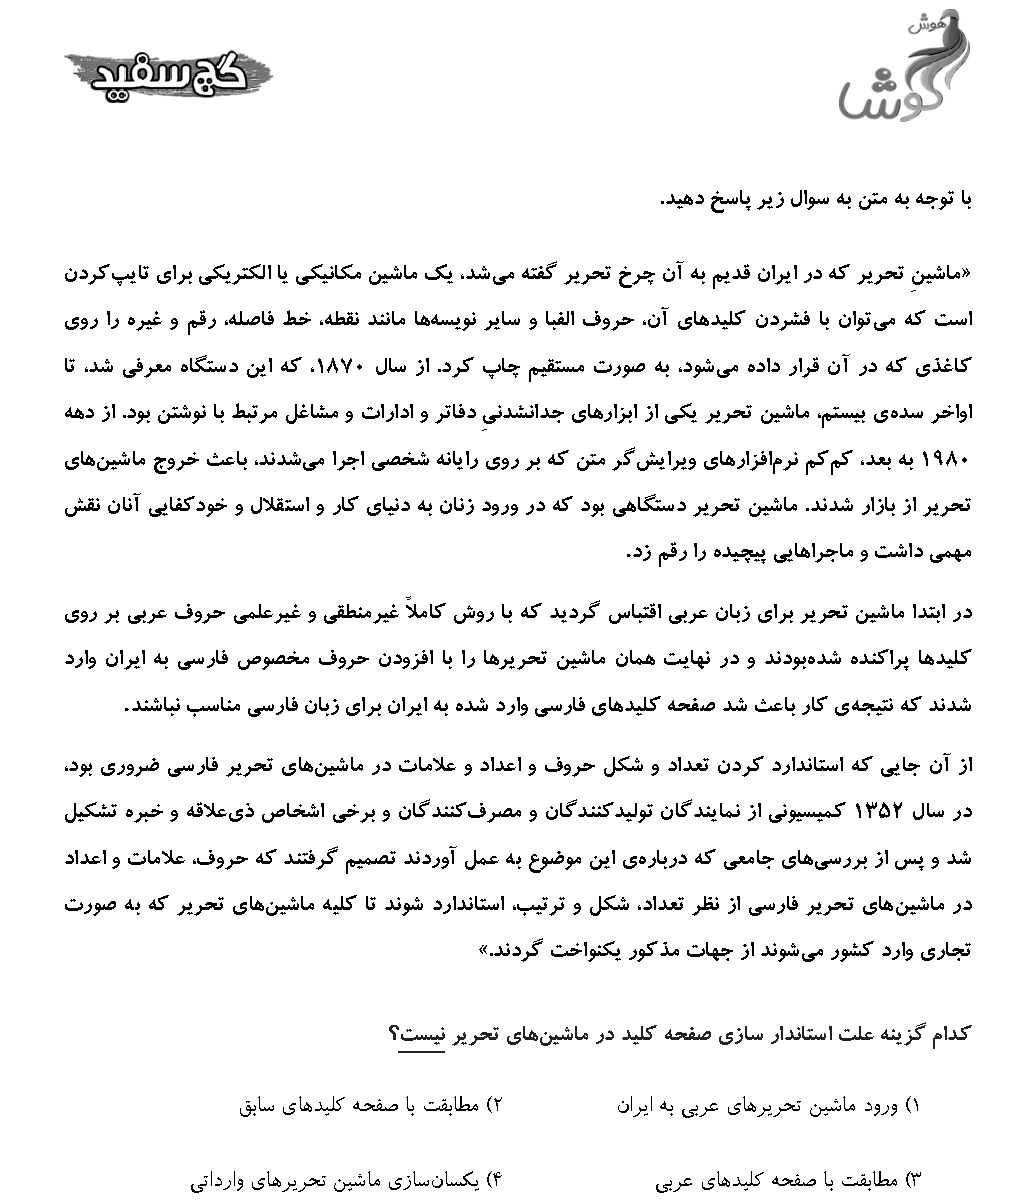 هوش
گوشا
گچ سفید
با توجه به متن به سوال زیر پاسخ دهید.
«ماشینِ تحریر که در ایران قدیم به آن چرخ تحریر گفته می‌شد، یک ماشین مکانیکی یا الکتریکی برای تایپ‌کردن
است که می‌توان با فشردن کلیدهای آن، حروف الفبا و سایر نویسه‌ها مانند نقطه، خط فاصله، رقم و غیره را روی
کاغذی که در آن قرار داده می‌شود، به صورت مستقیم چاپ کرد. از سال ۱۸۷۰، که این دستگاه معرفی شد، تا
اواخر سده‌ی بیستم، ماشین تحریر یکی از ابزارهای جدانشدنیِ دفاتر و ادارات و مشاغل مرتبط با نوشتن بود. از دهه
۱۹۸۰ به بعد، کم‌کم نرم‌افزارهای ویرایش‌گر متن که بر روی رایانه شخصی اجرا می‌شدند، باعث خروج ماشین‌های
تحریر از بازار شدند. ماشین تحریر دستگاهی بود که در ورود زنان به دنیای کار و استقلال و خودکفایی آنان نقش
مهمی داشت و ماجراهایی پیچیده را رقم زد.
در ابتدا ماشین تحریر برای زبان عربی اقتباس گردید که با روش کاملاً غیرمنطقی و غیرعلمی حروف عربی بر روی
کلیدها پراکنده شده‌بودند و در نهایت همان ماشین تحریرها را با افزودن حروف مخصوص فارسی به ایران وارد
شدند که نتیجه‌ی کار باعث شد صفحه کلیدهای فارسی وارد شده به ایران برای زبان فارسی مناسب نباشند.
از آن جایی که استاندارد کردن تعداد و شکل حروف و اعداد و علامات در ماشین‌های تحریر فارسی ضروری بود،
در سال ۱۳۵۲ کمیسیونی از نمایندگان تولیدکنندگان و مصرف‌کنندگان و برخی اشخاص ذی‌علاقه و خبره تشکیل
شد و پس از بررسی‌های جامعی که درباره‌ی این موضوع به عمل آوردند تصمیم گرفتند که حروف، علامات و اعداد
در ماشین‌های تحریر فارسی از نظر تعداد، شکل و ترتیب، استاندارد شوند تا کلیه ماشین‌های تحریر که به صورت
تجاری وارد کشور می‌شوند از جهات مذکور یکنواخت گردند.»
کدام گزینه علت استاندار سازی صفحه کلید در ماشین‌های تحریر نیست؟
۱) ورود ماشین تحریرهای عربی به ایران ۲) مطابقت با صفحه کلیدهای سابق
۳) مطابقت با صفحه کلیدهای عربی ۴) یکسان‌سازی ماشین تحریرهای وارداتی